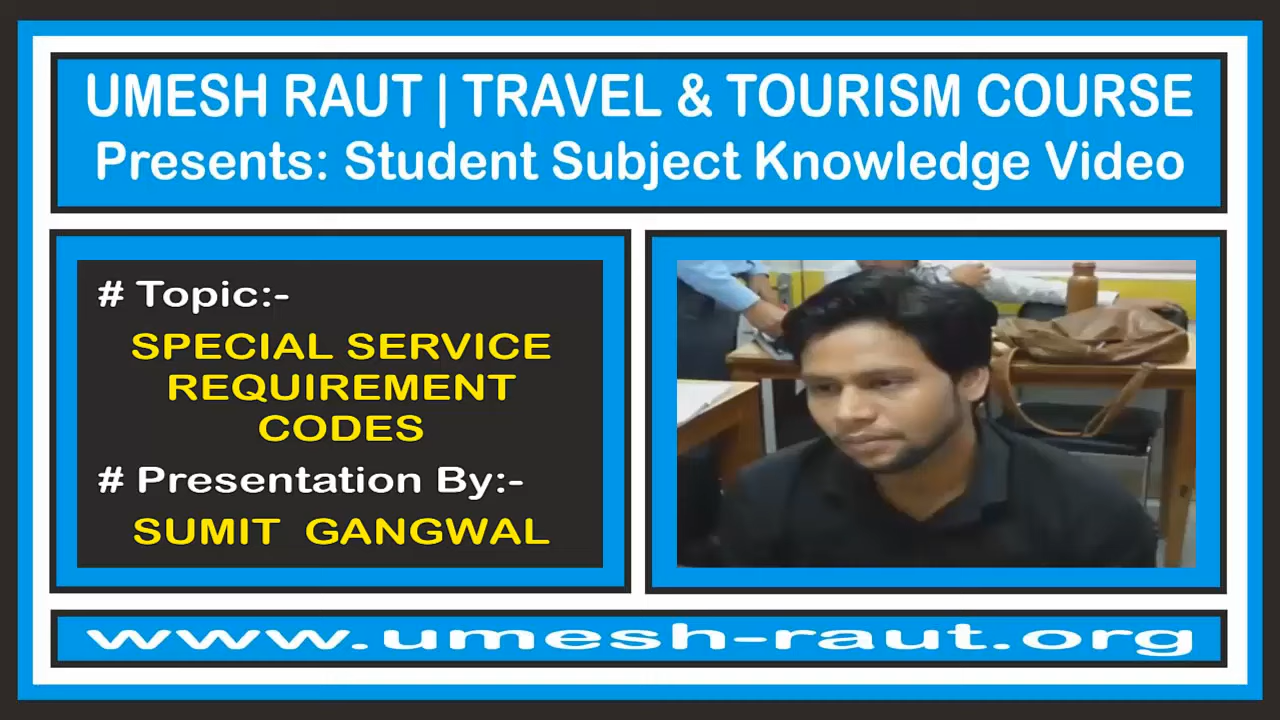 UMESH RAUT | TRAVEL & TOURISM COURSE
Presents: Student Subject Knowledge Video
# Topic:-
SPECIAL SERVICE
REQUIREMENT
CODES
# Presentation By:-
SUMIT GANGWAL
www.umesh-raut.org